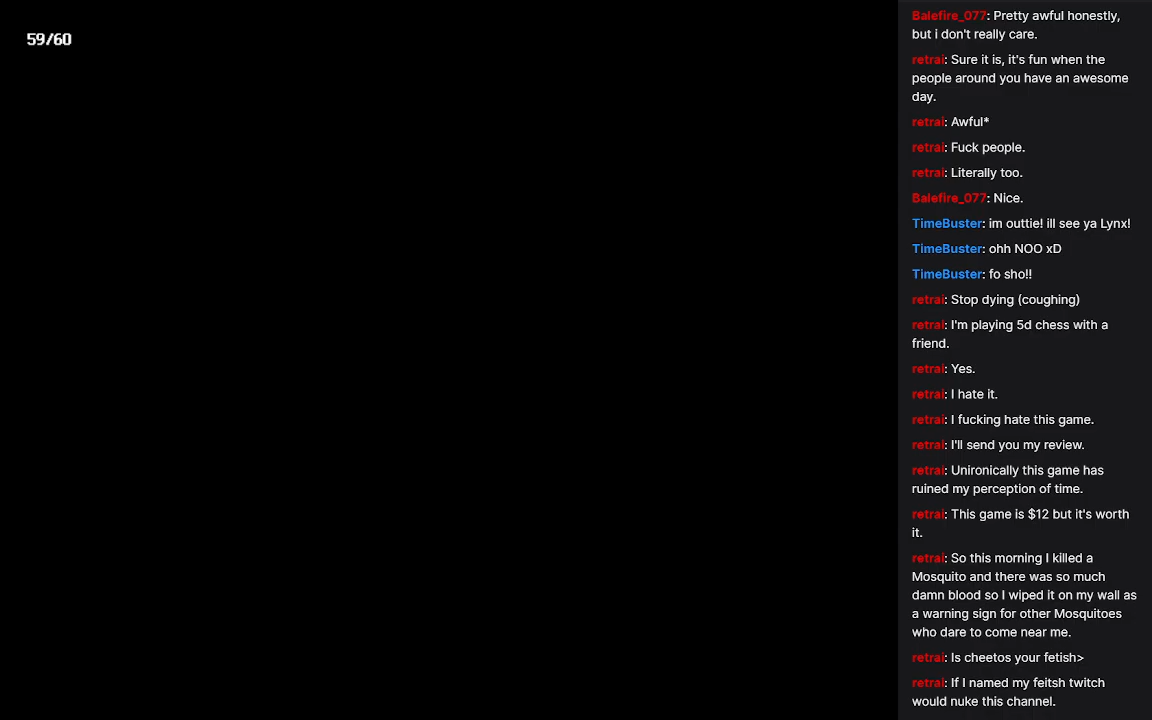 59/60
Balefire_077: Pretty awful honestly,
but i don't really care.
retrai: Sure it is, it's fun when the
people around you have an awesome
day.
retrai: Awful*
retrai: Fuck people.
retrai: Literally too.
Balefire_077: Nice.
TimeBuster: im outtie! ill see ya Lynx!
TimeBuster: ohh NOO xD
TimeBuster: fo sho!!
retrai: Stop dying (coughing)
retrai: I'm playing 5d chess with a
friend.
retrai: Yes.
retrai: I hate it.
retrai: I fucking hate this game.
retrai: I'll send you my review.
retrai: Unironically this game has
ruined my perception of time.
retrai: This game is $12 but it's worth
it.
retrai: So this morning I killed a
Mosquito and there was so much
damn blood so I wiped it on my wall as
a warning sign for other Mosquitoes
who dare to come near me.
retrai: Is cheetos your fetish>
retrai: If I named my feitsh twitch
would nuke this channel.